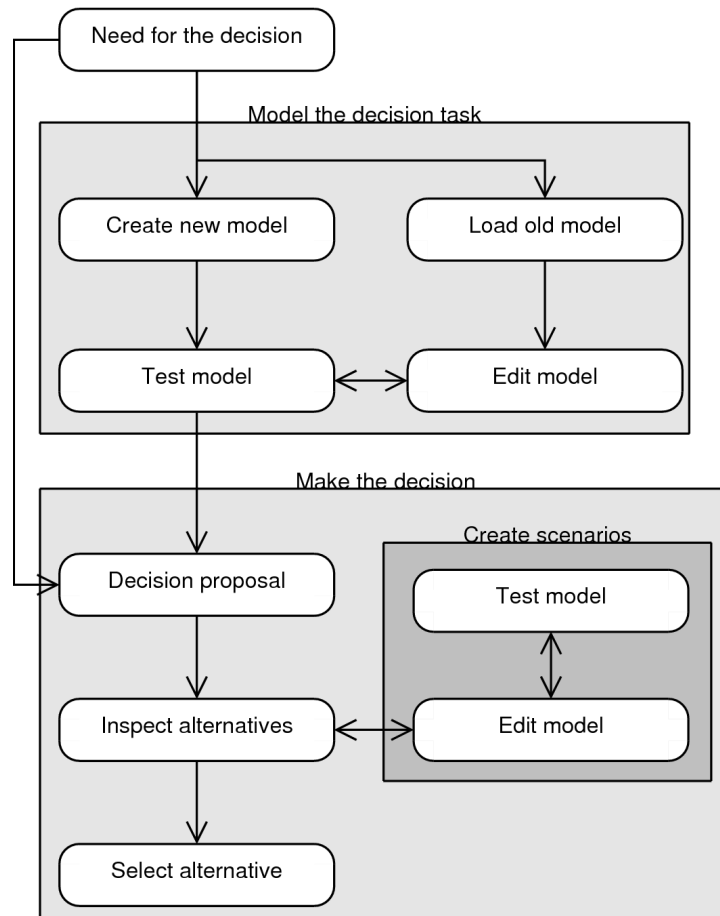 Need for the decision
Model the decision task
Create new model
Load old model
Test model
Edit model
Make the decision
Create scenarios
Decision proposal
Test model
Inspect alternatives
Edit model
Select alternative